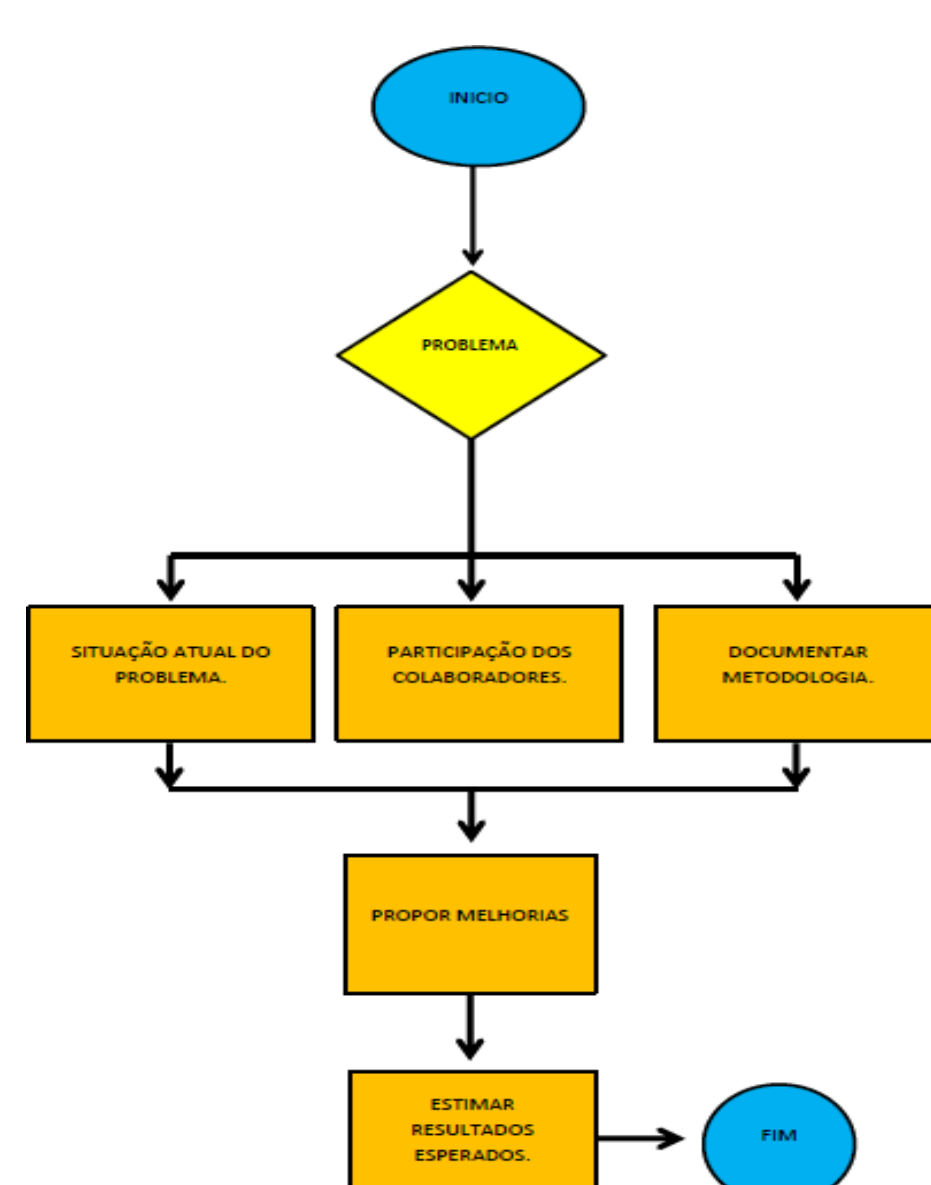 INICIO
PROBLEMA
SITUAÇÃO ATUAL DO
PROBLEMA.
PARTICIPAÇÃO DOS
COLABORADORES.
DOCUMENTAR
METODOLOGIA.
PROPOR MELHORIAS
ESTIMAR
RESULTADOS
ESPERADOS.
FIM